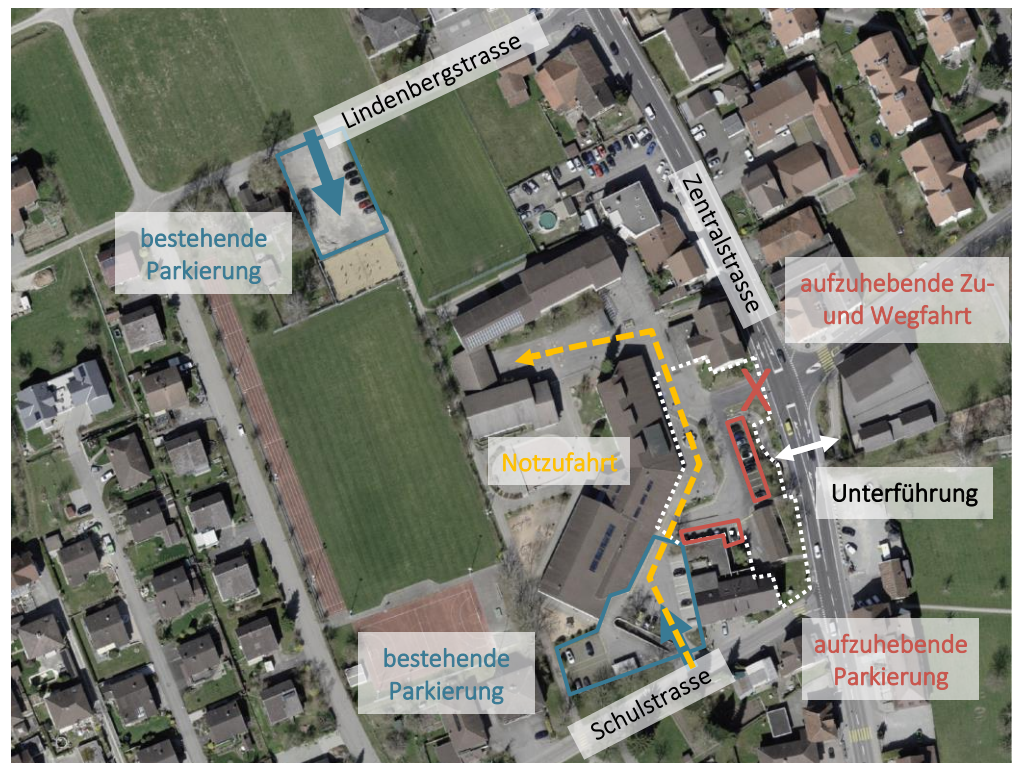 Lindenbergstrasse
Zentralstrasse
bestehende
Parkierung
aufzuhebende Zu-
und Wegfahrt
Notzufahrt
Unterführung
bestehende
Parkierung
aufzuhebende
Parkierung
Schulstrasse